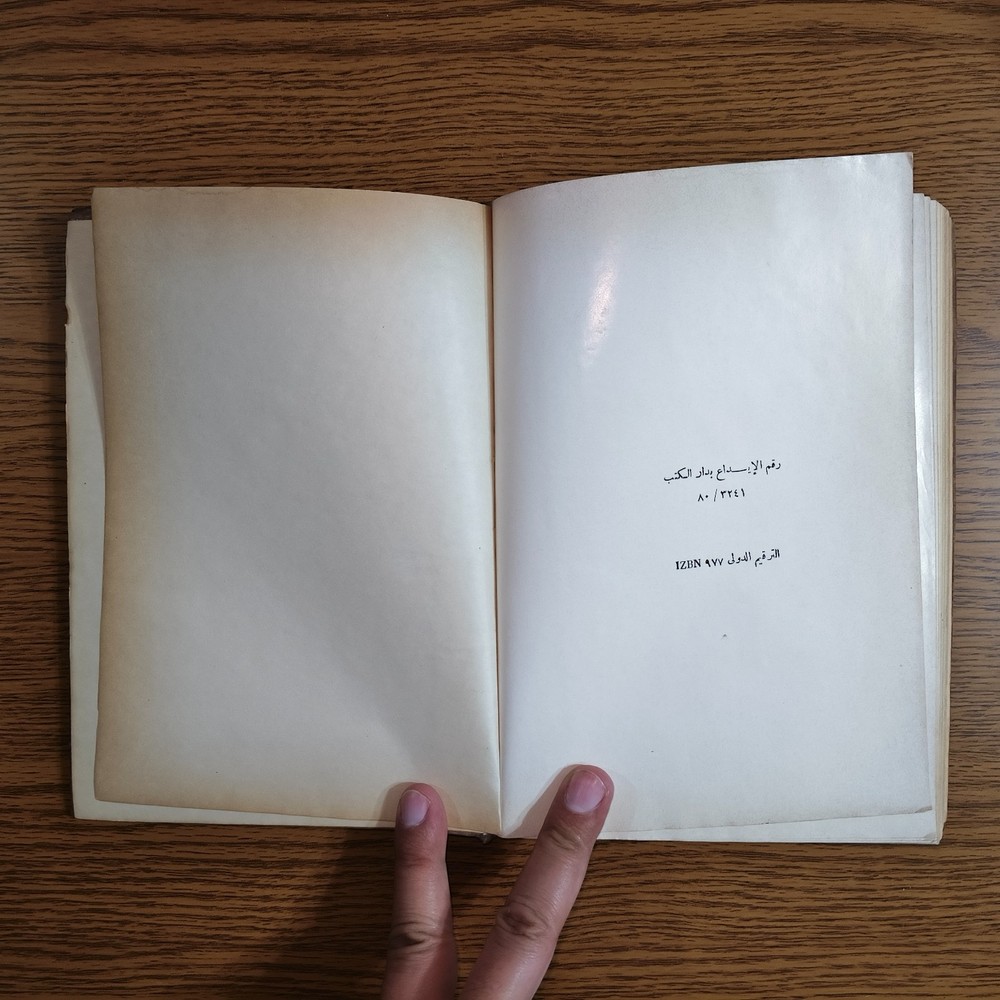 رقم الإيداع بدار الكتب
٣٢٤١ / ٨٠
الترقيم الدولى ٩٧٧ IZBN